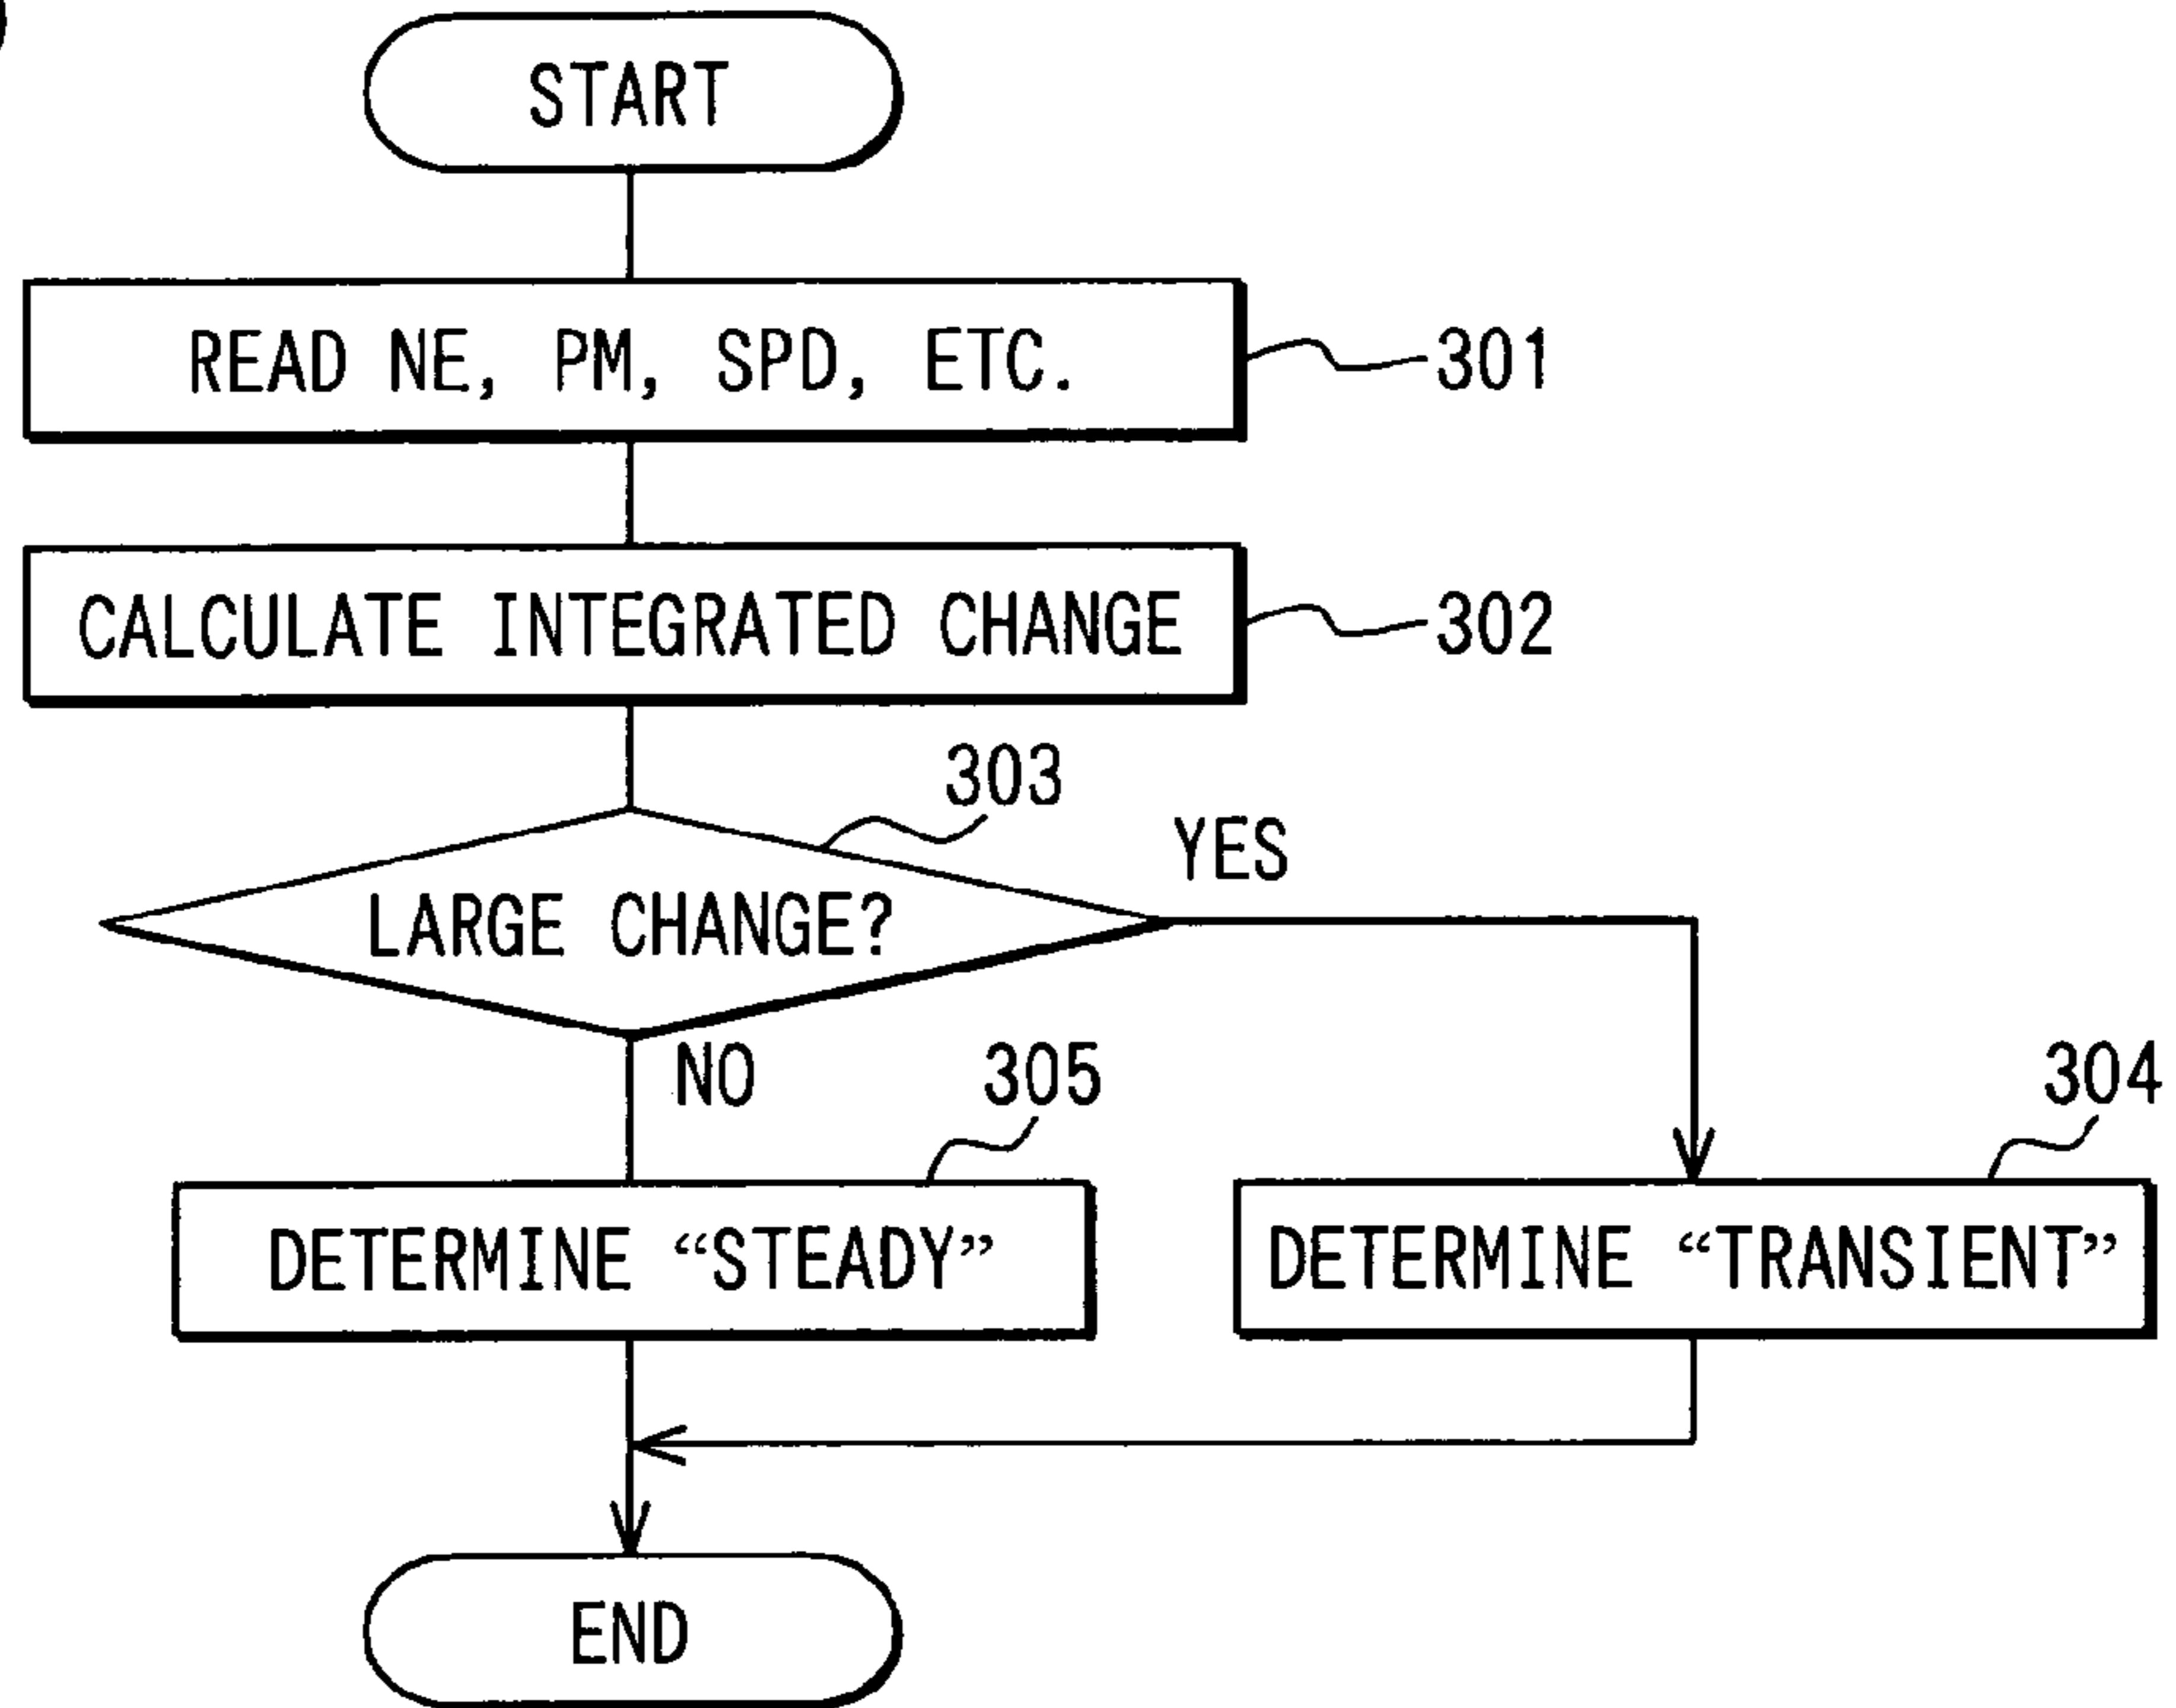 START
READ NE, PM, SPD, ETC.
301
CALCULATE INTEGRATED CHANGE
302
303
YES
LARGE CHANGE?
NO
305
304
DETERMINE “STEADY”
DETERMINE “TRANSIENT”
END